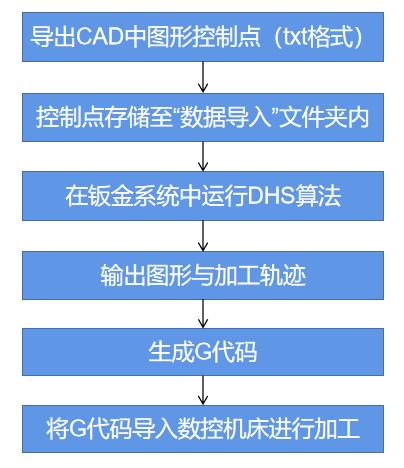 导出CAD中图形控制点（txt格式）
控制点存储至“数据导入”文件夹内
在钣金系统中运行DHS算法
输出图形与加工轨迹
生成G代码
将G代码导入数控机床进行加工